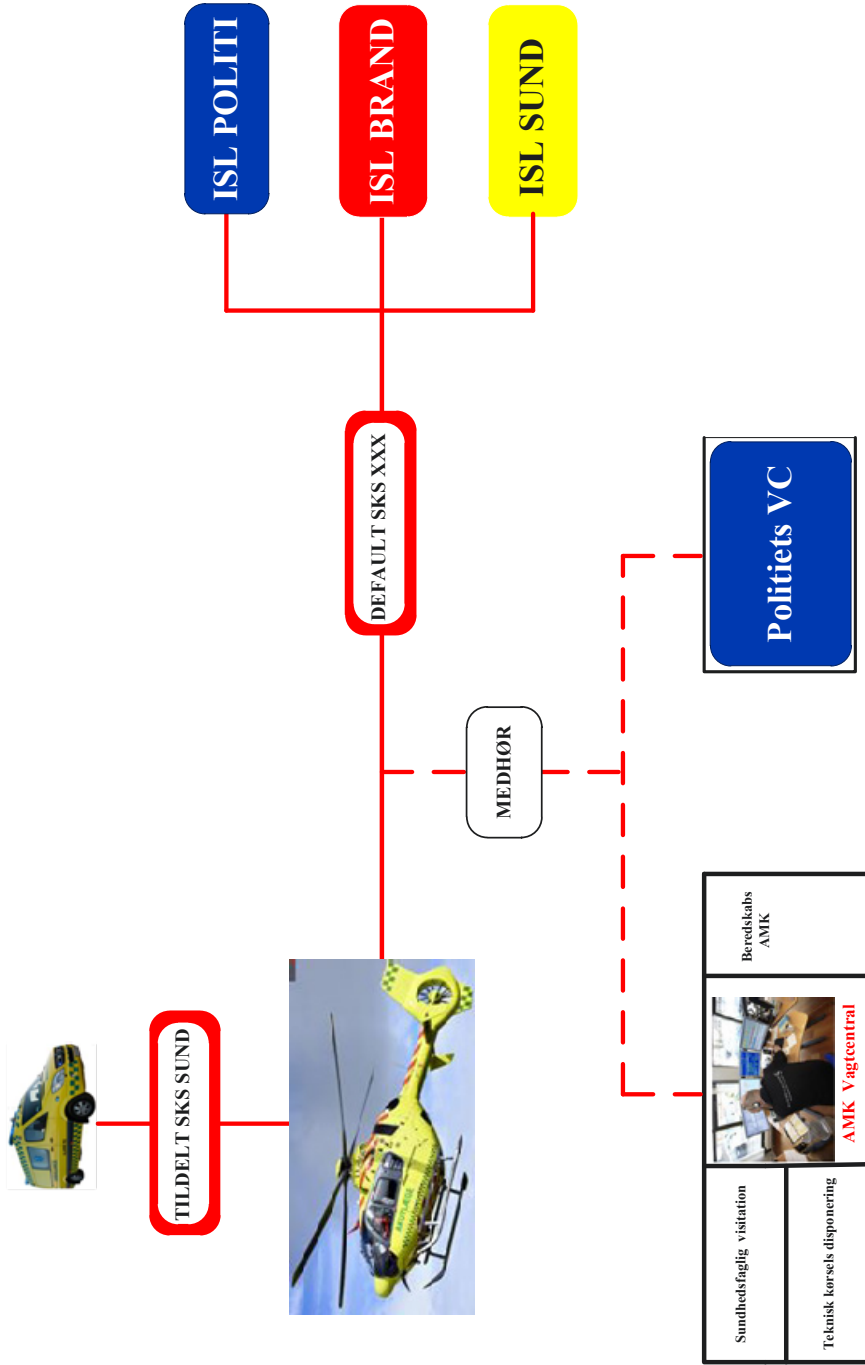 TILDELT SKS SUND
AKUTLÆGE
DEFAULT SKS XXX
ISL POLITI
ISL BRAND
ISL SUND
MEDHØR
Sundhedsfaglig visitation
Teknisk kørsels disponering
AMK Vagtcentral
Beredskabs
AMK
Politiets VC